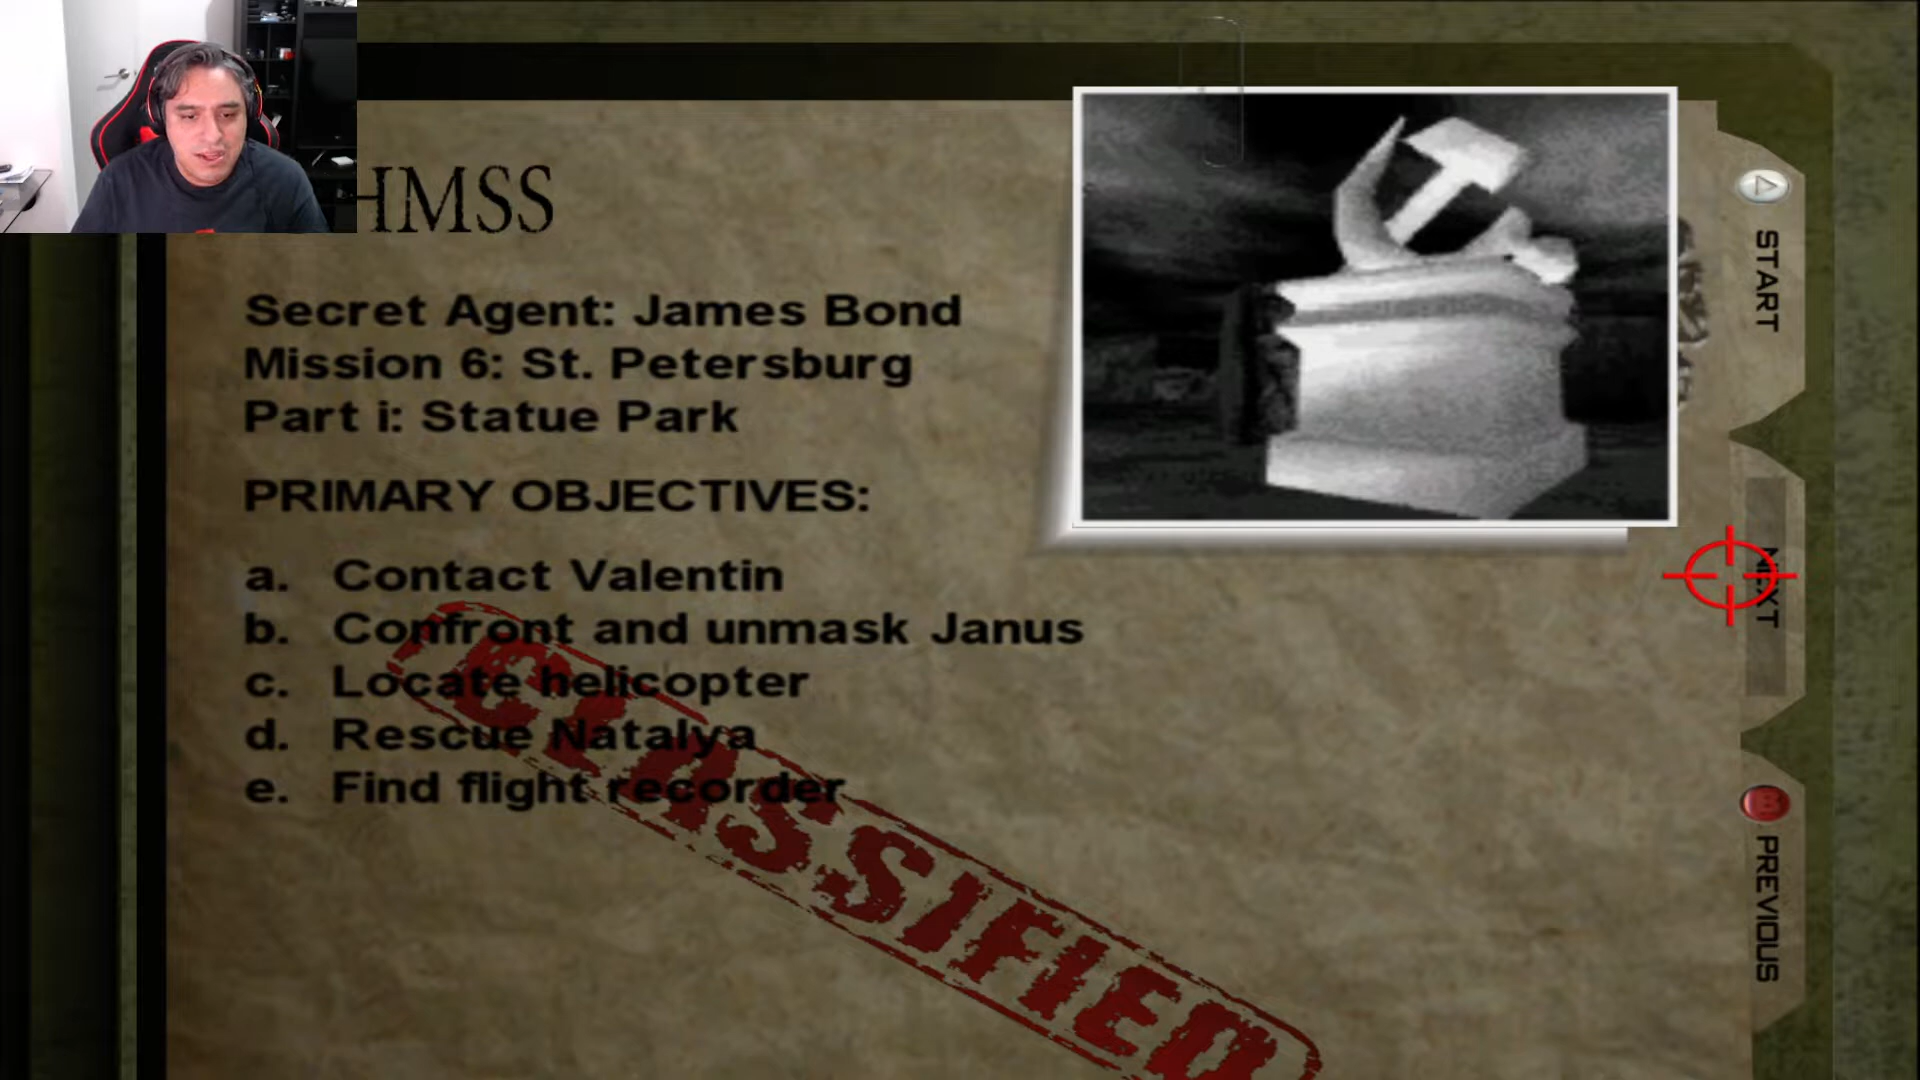 HMSS
Secret Agent: James Bond
Mission 6: St. Petersburg
Part i: Statue Park
PRIMARY OBJECTIVES:
a. Contact Valentin
b. Confront and unmask Janus
c. Locate helicopter
d. Rescue Natalya
e. Find flight recorder
CLASSIFIED
START
NEXT
B
PREVIOUS